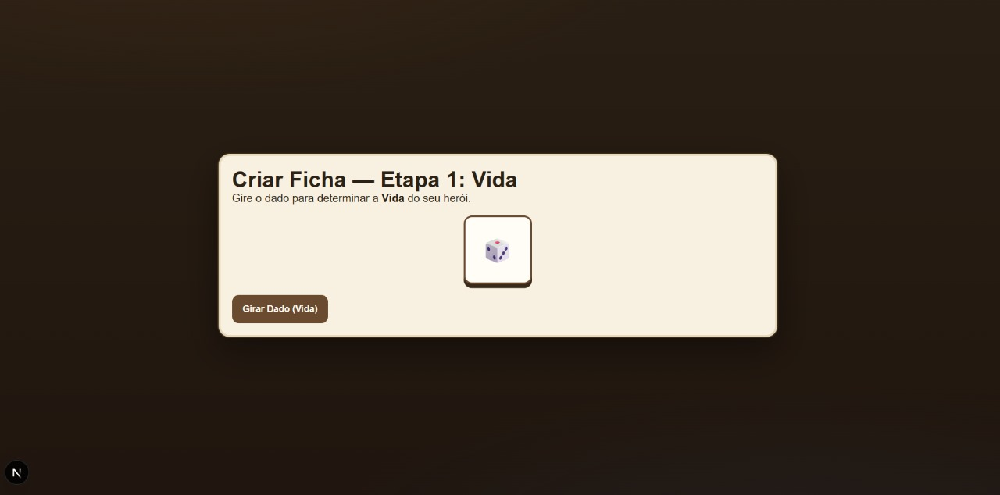 Criar Ficha — Etapa 1: Vida
Gire o dado para determinar a Vida do seu herói.
Girar Dado (Vida)
N